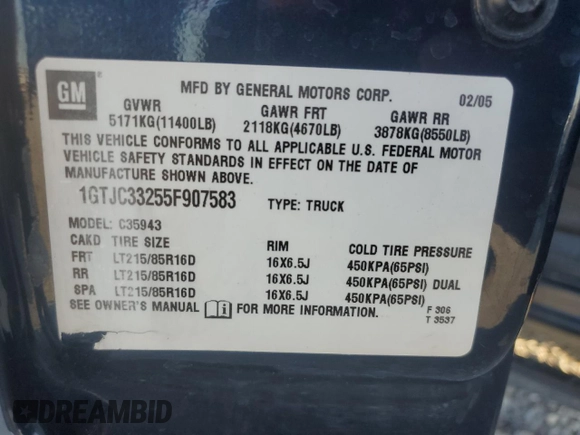 GM
MFD BY GENERAL MOTORS CORP. 02/05
GVWR GAWR FRT GAWR RR
5171KG(11400LB) 2118KG(4670LB) 3878KG(8550LB)
THIS VEHICLE CONFORMS TO ALL APPLICABLE U.S. FEDERAL MOTOR
VEHICLE SAFETY STANDARDS IN EFFECT ON THE DATE OF
MANUFACTURE SHOWN ABOVE.
1GTJC33255F907583 TYPE: TRUCK
MODEL: C35943
CAKD TIRE SIZE RIM COLD TIRE PRESSURE
FRT LT215/85R16D 16X6.5J 450KPA(65PSI)
RR LT215/85R16D 16X6.5J 450KPA(65PSI) DUAL
SPA LT215/85R16D 16X6.5J 450KPA(65PSI)
SEE OWNER'S MANUAL i FOR MORE INFORMATION. F 306
T 3537
DREAMBID